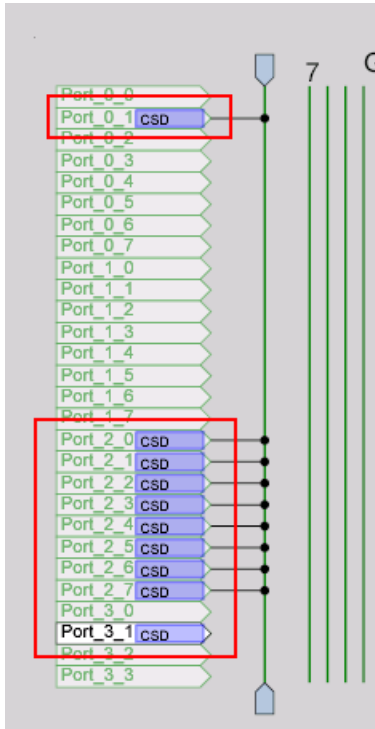 7
Port_0_0
Port_0_1 CSD
Port_0_2
Port_0_3
Port_0_4
Port_0_5
Port_0_6
Port_0_7
Port_1_0
Port_1_1
Port_1_2
Port_1_3
Port_1_4
Port_1_5
Port_1_6
Port_1_7
Port_2_0 CSD
Port_2_1 CSD
Port_2_2 CSD
Port_2_3 CSD
Port_2_4 CSD
Port_2_5 CSD
Port_2_6 CSD
Port_2_7 CSD
Port_3_0
Port_3_1 CSD
Port_3_2
Port_3_3